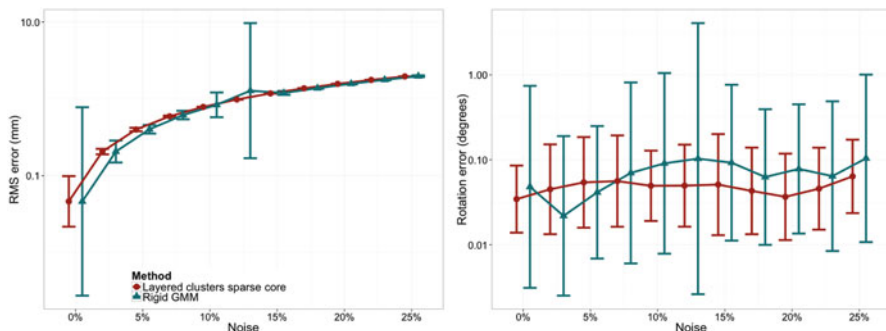 10.0
0.1
RMS error (mm)
Method
Layered clusters sparse core
Rigid GMM
0%
5%
10%
15%
20%
25%
Noise
1.00
0.10
0.01
Rotation error (degrees)
0%
5%
10%
15%
20%
25%
Noise